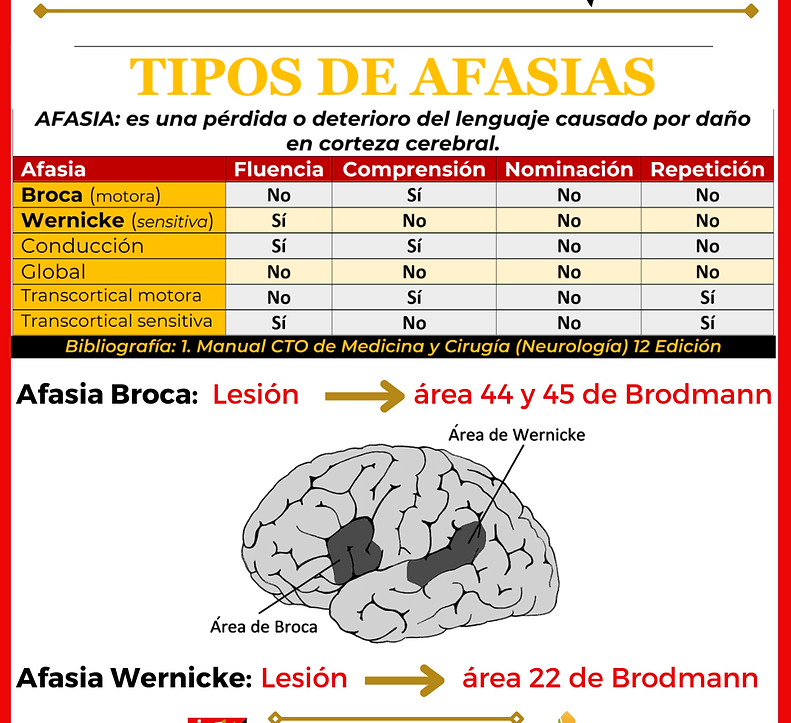 TIPOS DE AFASIAS
AFASIA: es una pérdida o deterioro del lenguaje causado por daño
en corteza cerebral.
Afasia Fluencia Comprensión Nominación Repetición
Broca (motora) No Sí No No
Wernicke (sensitiva) Sí No No No
Conducción Sí Sí No No
Global No No No No
Transcortical motora No Sí No Sí
Transcortical sensitiva Sí No No Sí
Bibliografía: 1. Manual CTO de Medicina y Cirugía (Neurología) 12 Edición
Afasia Broca: Lesión área 44 y 45 de Brodmann
Área de Wernicke
Área de Broca
Afasia Wernicke: Lesión área 22 de Brodmann